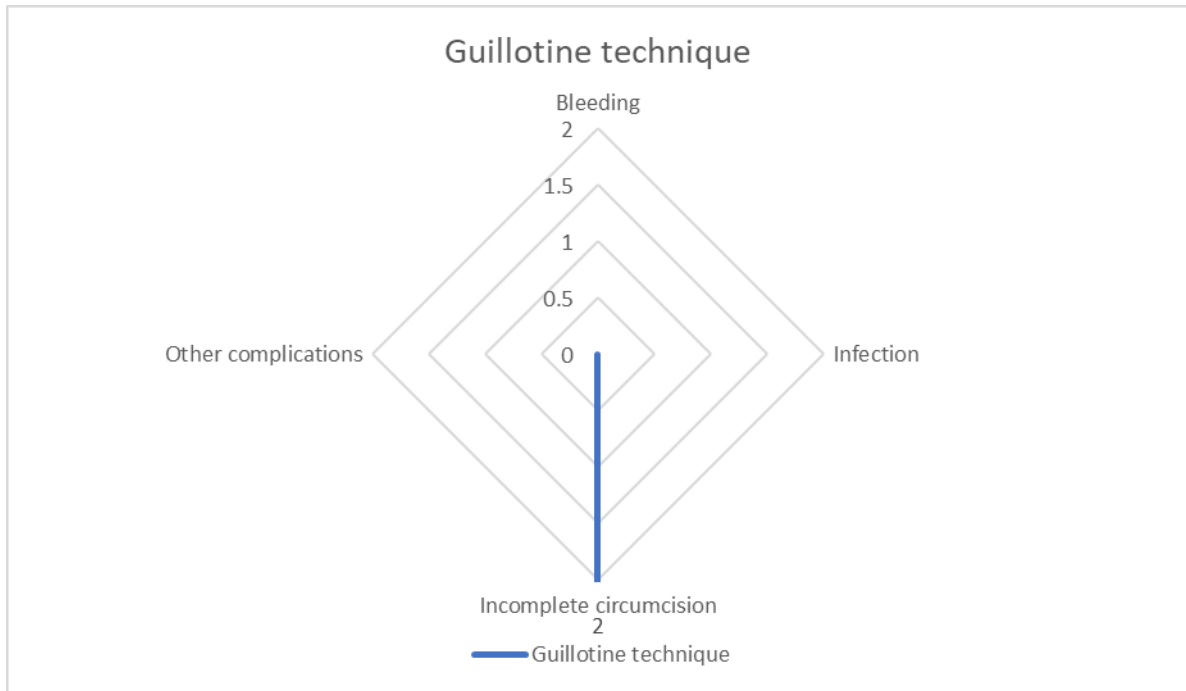 Guillotine technique
Bleeding
2
1.5
1
0.5
Other complications
0
Infection
Incomplete circumcision
2
Guillotine technique